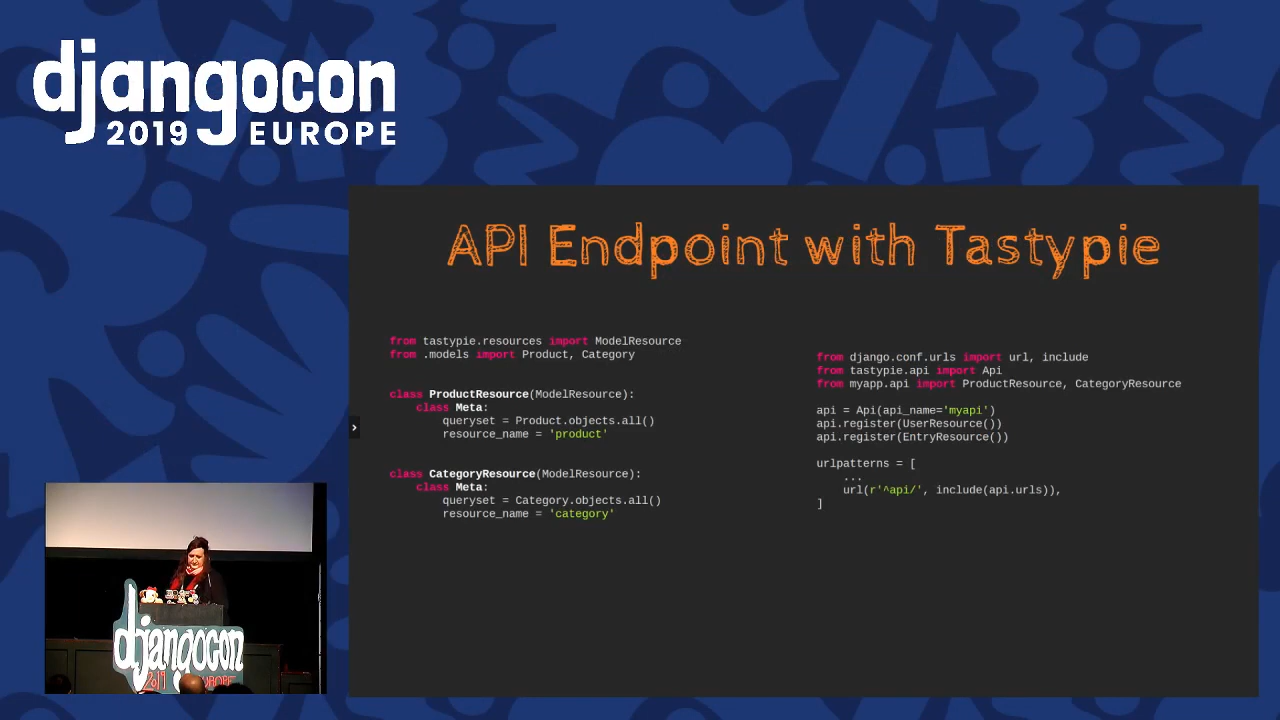 djangocon
2019 EUROPE
API Endpoint with Tastypie
from tastypie.resources import ModelResource
from .models import Product, Category
class ProductResource(ModelResource):
class Meta:
queryset = Product.objects.all()
resource_name = 'product'
class CategoryResource(ModelResource):
class Meta:
queryset = Category.objects.all()
resource_name = 'category'
from django.conf.urls import url, include
from tastypie.api import Api
from myapp.api import ProductResource, CategoryResource
api = Api(api_name='myapi')
api.register(UserResource())
api.register(EntryResource())
urlpatterns = [
...
url(r'^api/', include(api.urls)),
]
djangocon
2019 EUROPE